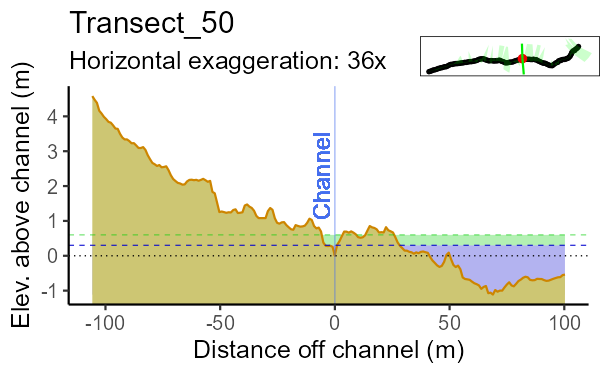 Transect_50
Horizontal exaggeration: 36x
Elev. above channel (m)
4
3
2
1
0
-1
Channel
-100
-50
0
50
100
Distance off channel (m)